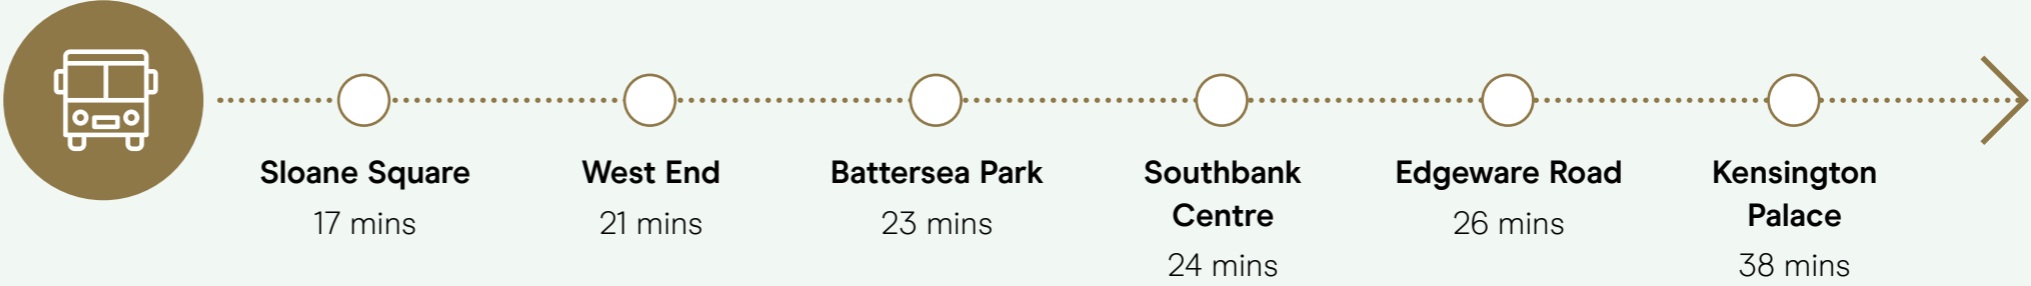 Sloane Square
17 mins
West End
21 mins
Battersea Park
23 mins
Southbank
Centre
24 mins
Edgeware Road
26 mins
Kensington
Palace
38 mins